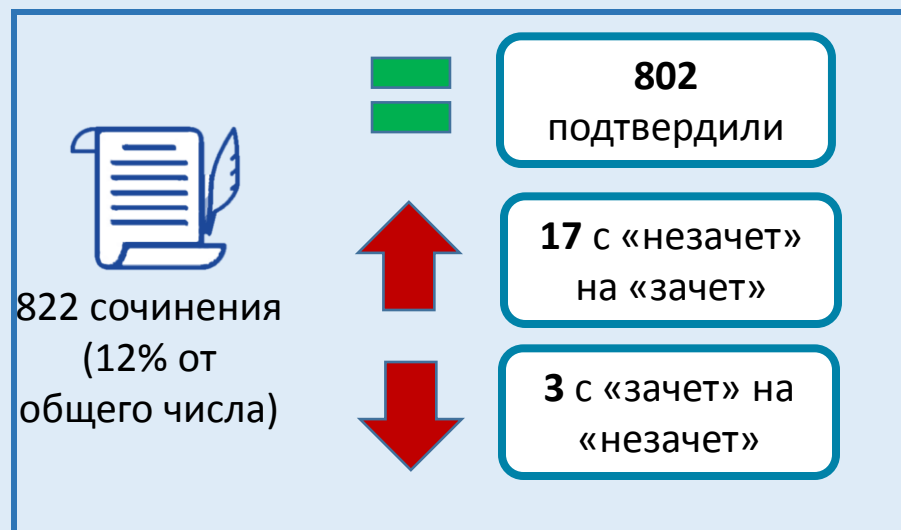 802
подтвердили
17 с «незачет»
на «зачет»
822 сочинения
(12% от
общего числа)
3 с «зачет» на
«незачет»